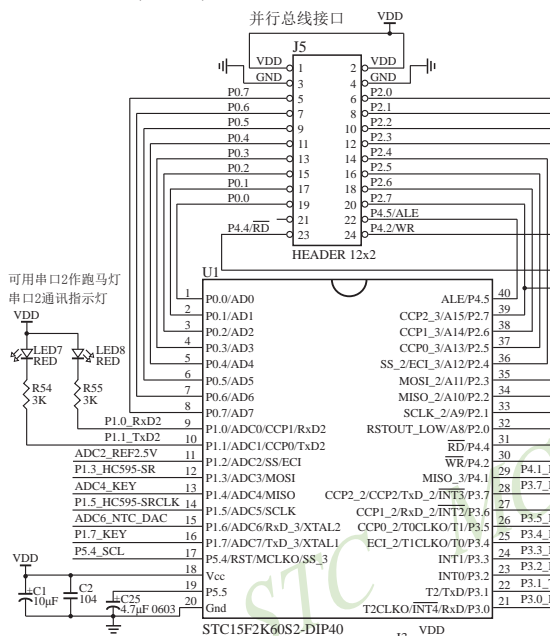 并行总线接口
VDD
J5
VDD 1 2 VDD
GND 3 4 GND
P0.7 5 6 P2.0
P0.6 7 8 P2.1
P0.5 9 10 P2.2
P0.4 11 12 P2.3
P0.3 13 14 P2.4
P0.2 15 16 P2.5
P0.1 17 18 P2.6
P0.0 19 20 P2.7
21 22 P4.5/ALE
P4.4/RD 23 24 P4.2/WR
HEADER 12x2
可用串口2作跑马灯
串口2通讯指示灯
VDD
LED7
RED
LED8
RED
R54
3K
R55
3K
U1
1 P0.0/AD0 ALE/P4.5 40
2 P0.1/AD1 CCP2_3/A15/P2.7 39
3 P0.2/AD2 CCP1_3/A14/P2.6 38
4 P0.3/AD3 CCP0_3/A13/P2.5 37
5 P0.4/AD4 SS_2/ECI_3/A12/P2.4 36
6 P0.5/AD5 MOSI_2/A11/P2.3 35
7 P0.6/AD6 MISO_2/A10/P2.2 34
8 P0.7/AD7 SCLK_2/A9/P2.1 33
P1.0_RxD2 9 P1.0/ADC0/CCP1/RxD2 RSTOUT_LOW/A8/P2.0 32
P1.1_TxD2 10 P1.1/ADC1/CCP0/TxD2 RD/P4.4 31
ADC2_REF2.5V 11 P1.2/ADC2/SS/ECI WR/P4.2 30
P1.3_HC595-SR 12 P1.3/ADC3/MOSI MISO_3/P4.1 29
ADC4_KEY 13 P1.4/ADC4/MISO CCP2_2/CCP2/TxD_2/INT3/P3.7 28
P1.5_HC595-SRCLK 14 P1.5/ADC5/SCLK CCP1_2/RxD_2/INT2/P3.6 27
ADC6_NTC_DAC 15 P1.6/ADC6/RxD_3/XTAL2 CCP0_2/T0CLKO/T1/P3.5 26
P1.7_KEY 16 P1.7/ADC7/TxD_3/XTAL1 ECI_2/T1CLKO/T0/P3.4 25
P5.4_SCL 17 P5.4/RST/MCLKO/SS_3 INT1/P3.3 24
18 Vcc INT0/P3.2 23
19 P5.5 T2/TxD/P3.1 22
20 Gnd T2CLKO/INT4/RxD/P3.0 21
VDD
C1
10μF
C2
104
C25
4.7μF 0603
STC15F2K60S2-DIP40
VDD
STC